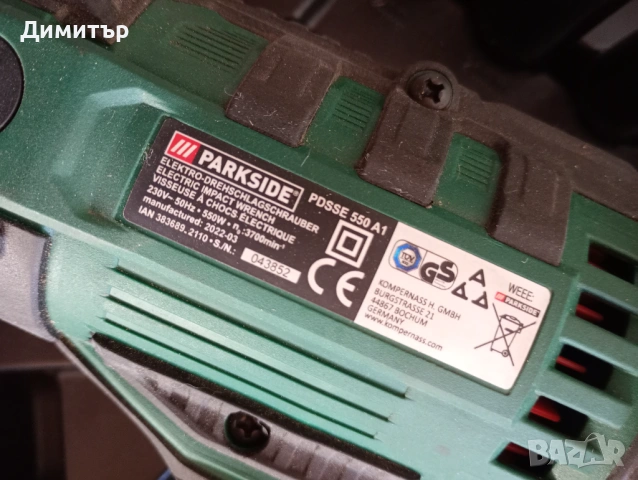 Димитър
PARKSIDE®
PDSSE 550 A1
ELEKTRO-DREHSCHLAGSCHRAUBER
ELECTRIC IMPACT WRENCH
VISSEUSE À CHOCS ÉLECTRIQUE
230V~ 50Hz • 550W • n₀:3700min⁻¹
manufactured: 2022-03
IAN 383689_2110 • S./N.:
043852
CE
TÜV
GS
KOMPERNASS H. GMBH
BURGSTRASSE 21
44867 BOCHUM
GERMANY
www.kompernass.com
WEEE:
PARKSIDE
BAZAR